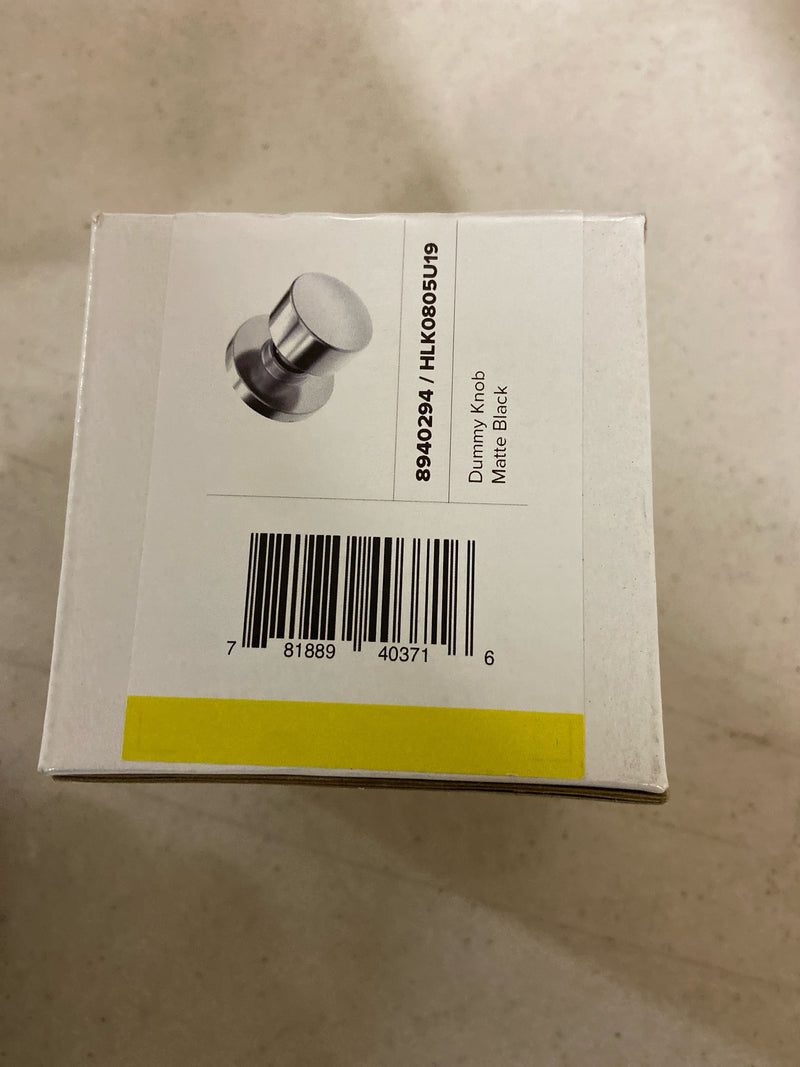 8940294 / HLK0805U19
Dummy Knob
Matte Black
7 81889 40371 6